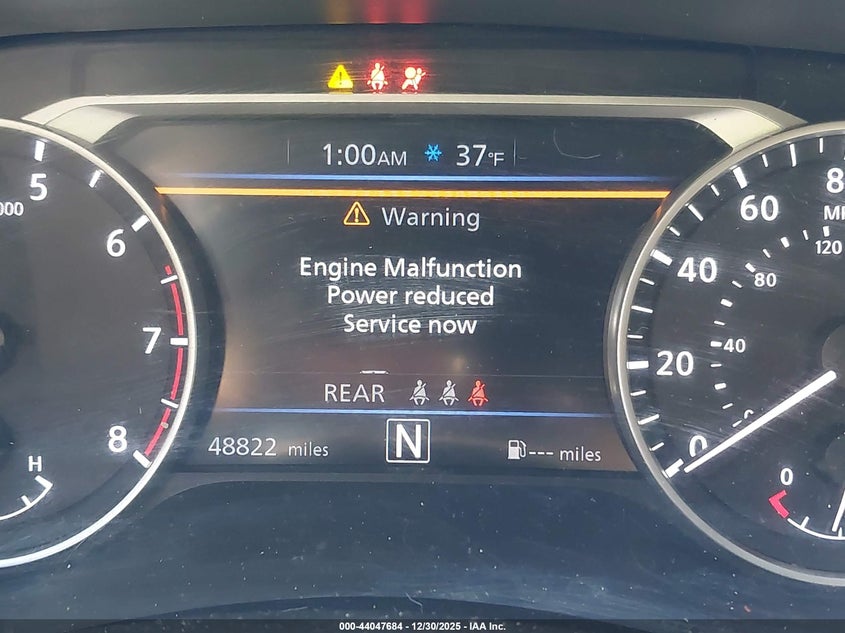 1:00AM 37°F
Warning
Engine Malfunction
Power reduced
Service now
REAR
48822 miles N --- miles
5
000
6
7
8
H
60
40
20
0
120
80
40
0
000-44047684 - 12/30/2025 - IAA Inc.